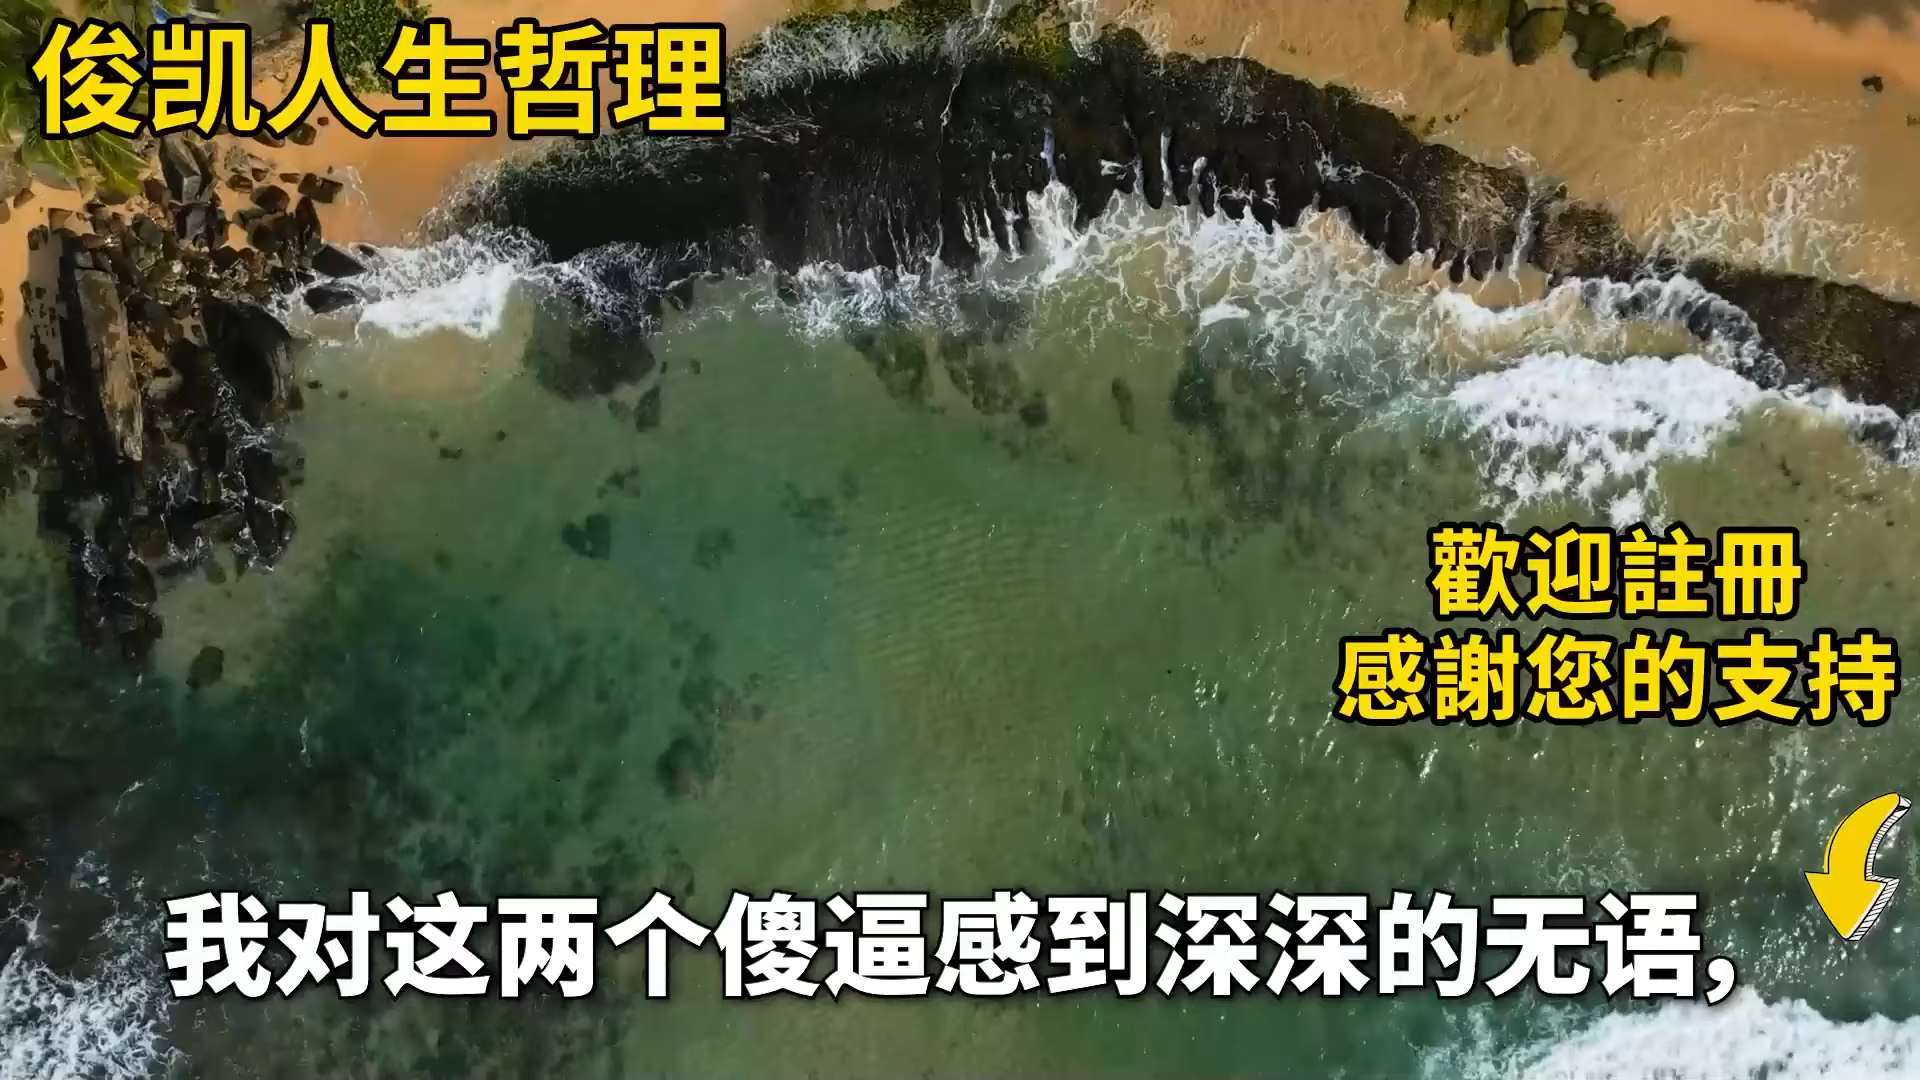 俊凯人生哲理
歡迎註冊
感謝您的支持
我对这两个傻逼感到深深的无语,